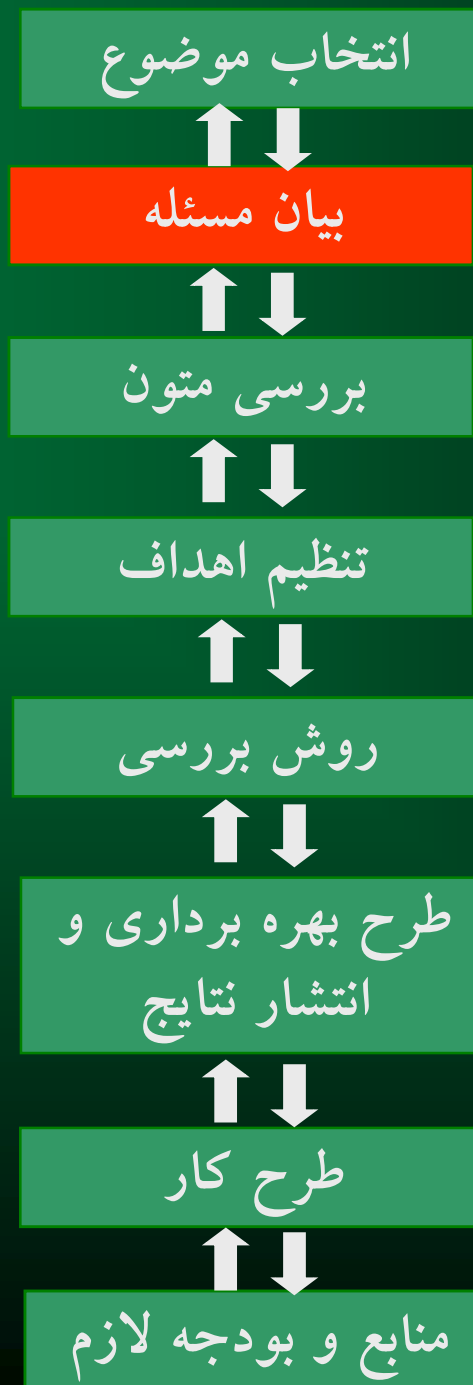 انتخاب موضوع
بیان مسئله
بررسی متون
تنظیم اهداف
روش بررسی
طرح بهره برداری و
انتشار نتایج
طرح کار
منابع و بودجه لازم